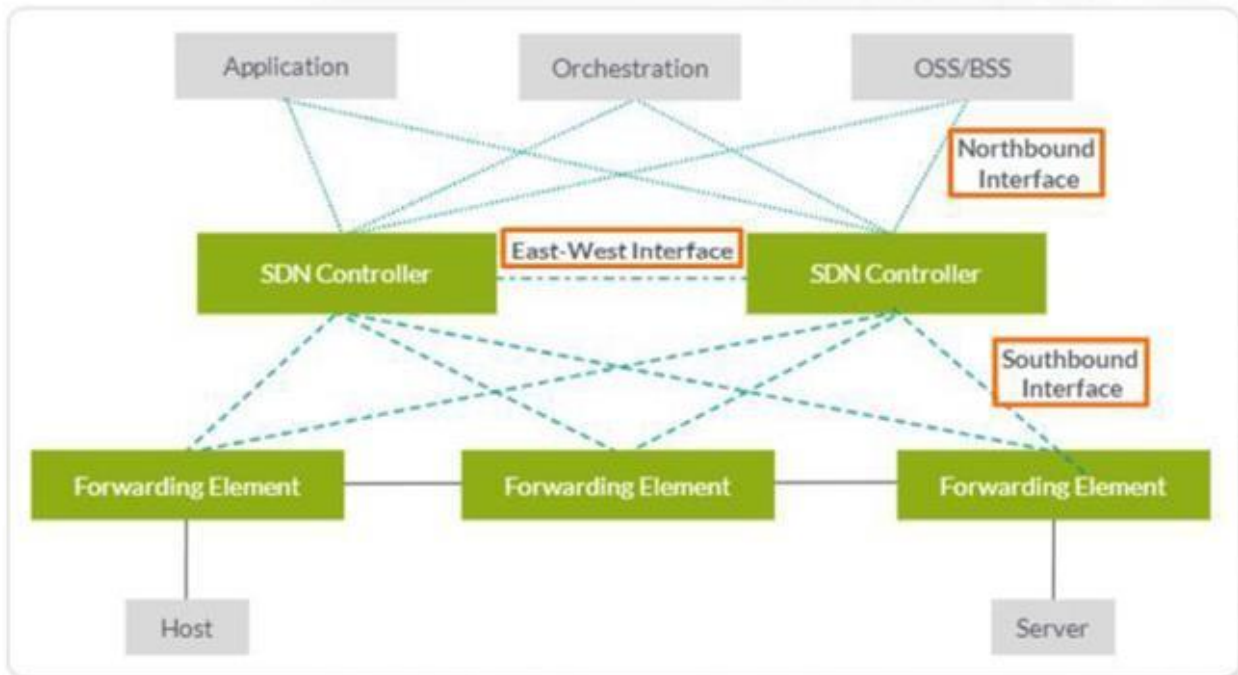 Application
Orchestration
OSS/BSS
Northbound
Interface
East-West Interface
SDN Controller
SDN Controller
Southbound
Interface
Forwarding Element
Forwarding Element
Forwarding Element
Host
Server